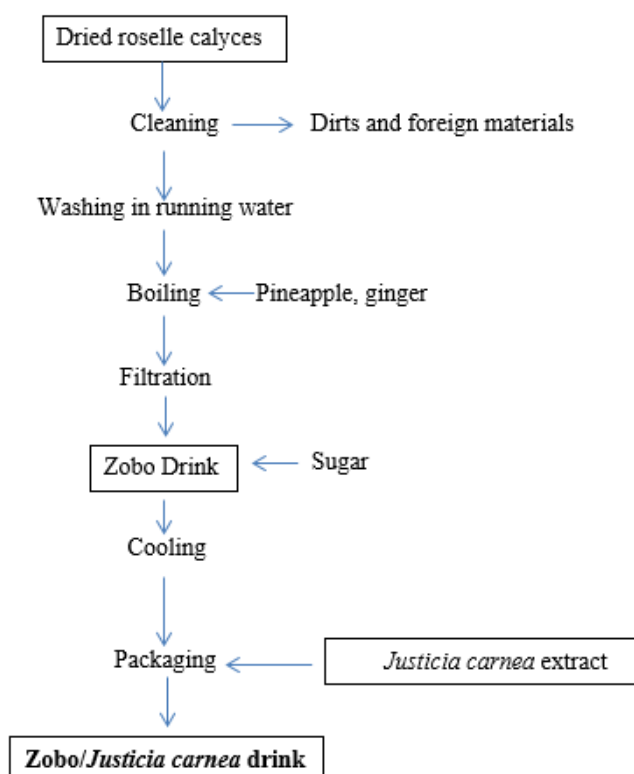 Dried roselle calyces
Cleaning
Dirts and foreign materials
Washing in running water
Boiling
Pineapple, ginger
Filtration
Zobo Drink
Sugar
Cooling
Packaging
Justicia carnea extract
Zobo/Justicia carnea drink